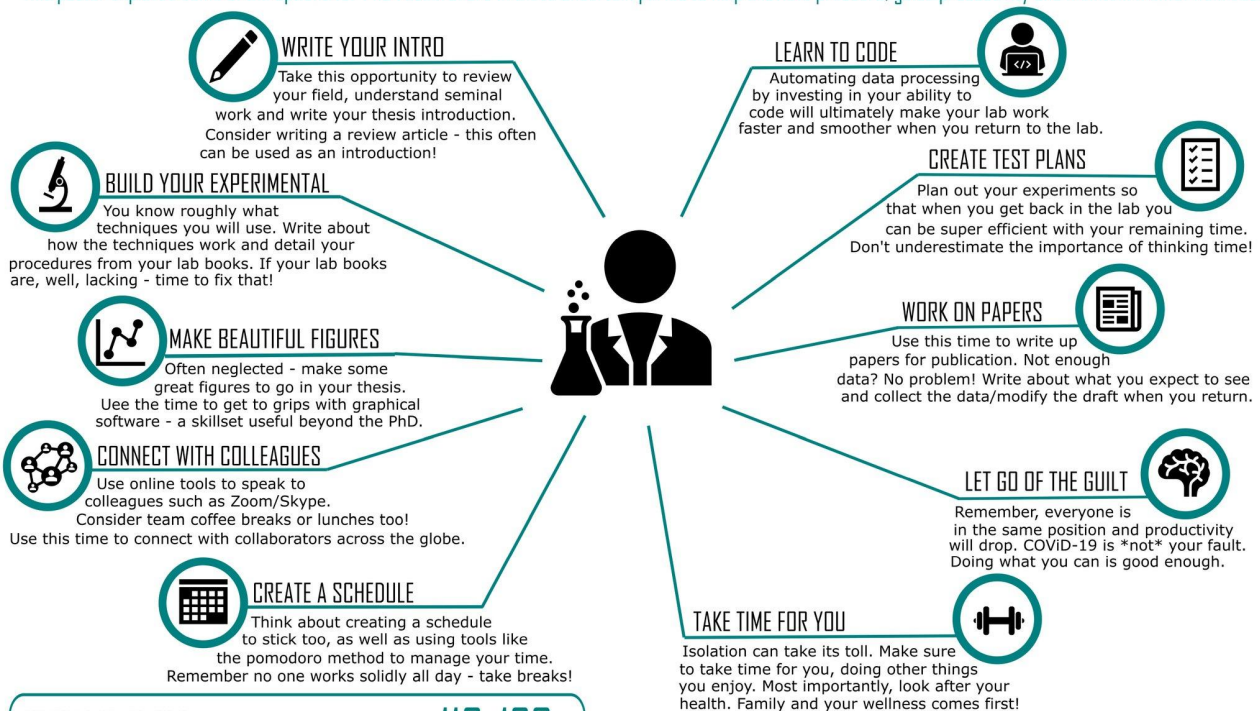 WRITE YOUR INTRO
Take this opportunity to review
your field, understand seminal
work and write your thesis introduction.
Consider writing a review article - this often
can be used as an introduction!
BUILD YOUR EXPERIMENTAL
You know roughly what
techniques you will use. Write about
how the techniques work and detail your
procedures from your lab books. If your lab books
are, well, lacking - time to fix that!
MAKE BEAUTIFUL FIGURES
Often neglected - make some
great figures to go in your thesis.
Uee the time to get to grips with graphical
software - a skillset useful beyond the PhD.
CONNECT WITH COLLEAGUES
Use online tools to speak to
colleagues such as Zoom/Skype.
Consider team coffee breaks or lunches too!
Use this time to connect with collaborators across the globe.
CREATE A SCHEDULE
Think about creating a schedule
to stick too, as well as using tools like
the pomodoro method to manage your time.
Remember no one works solidly all day - take breaks!
LEARN TO CODE
</>
Automating data processing
by investing in your ability to
code will ultimately make your lab work
faster and smoother when you return to the lab.
CREATE TEST PLANS
Plan out your experiments so
that when you get back in the lab you
can be super efficient with your remaining time.
Don't underestimate the importance of thinking time!
WORK ON PAPERS
Use this time to write up
papers for publication. Not enough
data? No problem! Write about what you expect to see
and collect the data/modify the draft when you return.
LET GO OF THE GUILT
Remember, everyone is
in the same position and productivity
will drop. COViD-19 is *not* your fault.
Doing what you can is good enough.
TAKE TIME FOR YOU
Isolation can take its toll. Make sure
to take time for you, doing other things
you enjoy. Most importantly, look after your
health. Family and your wellness comes first!